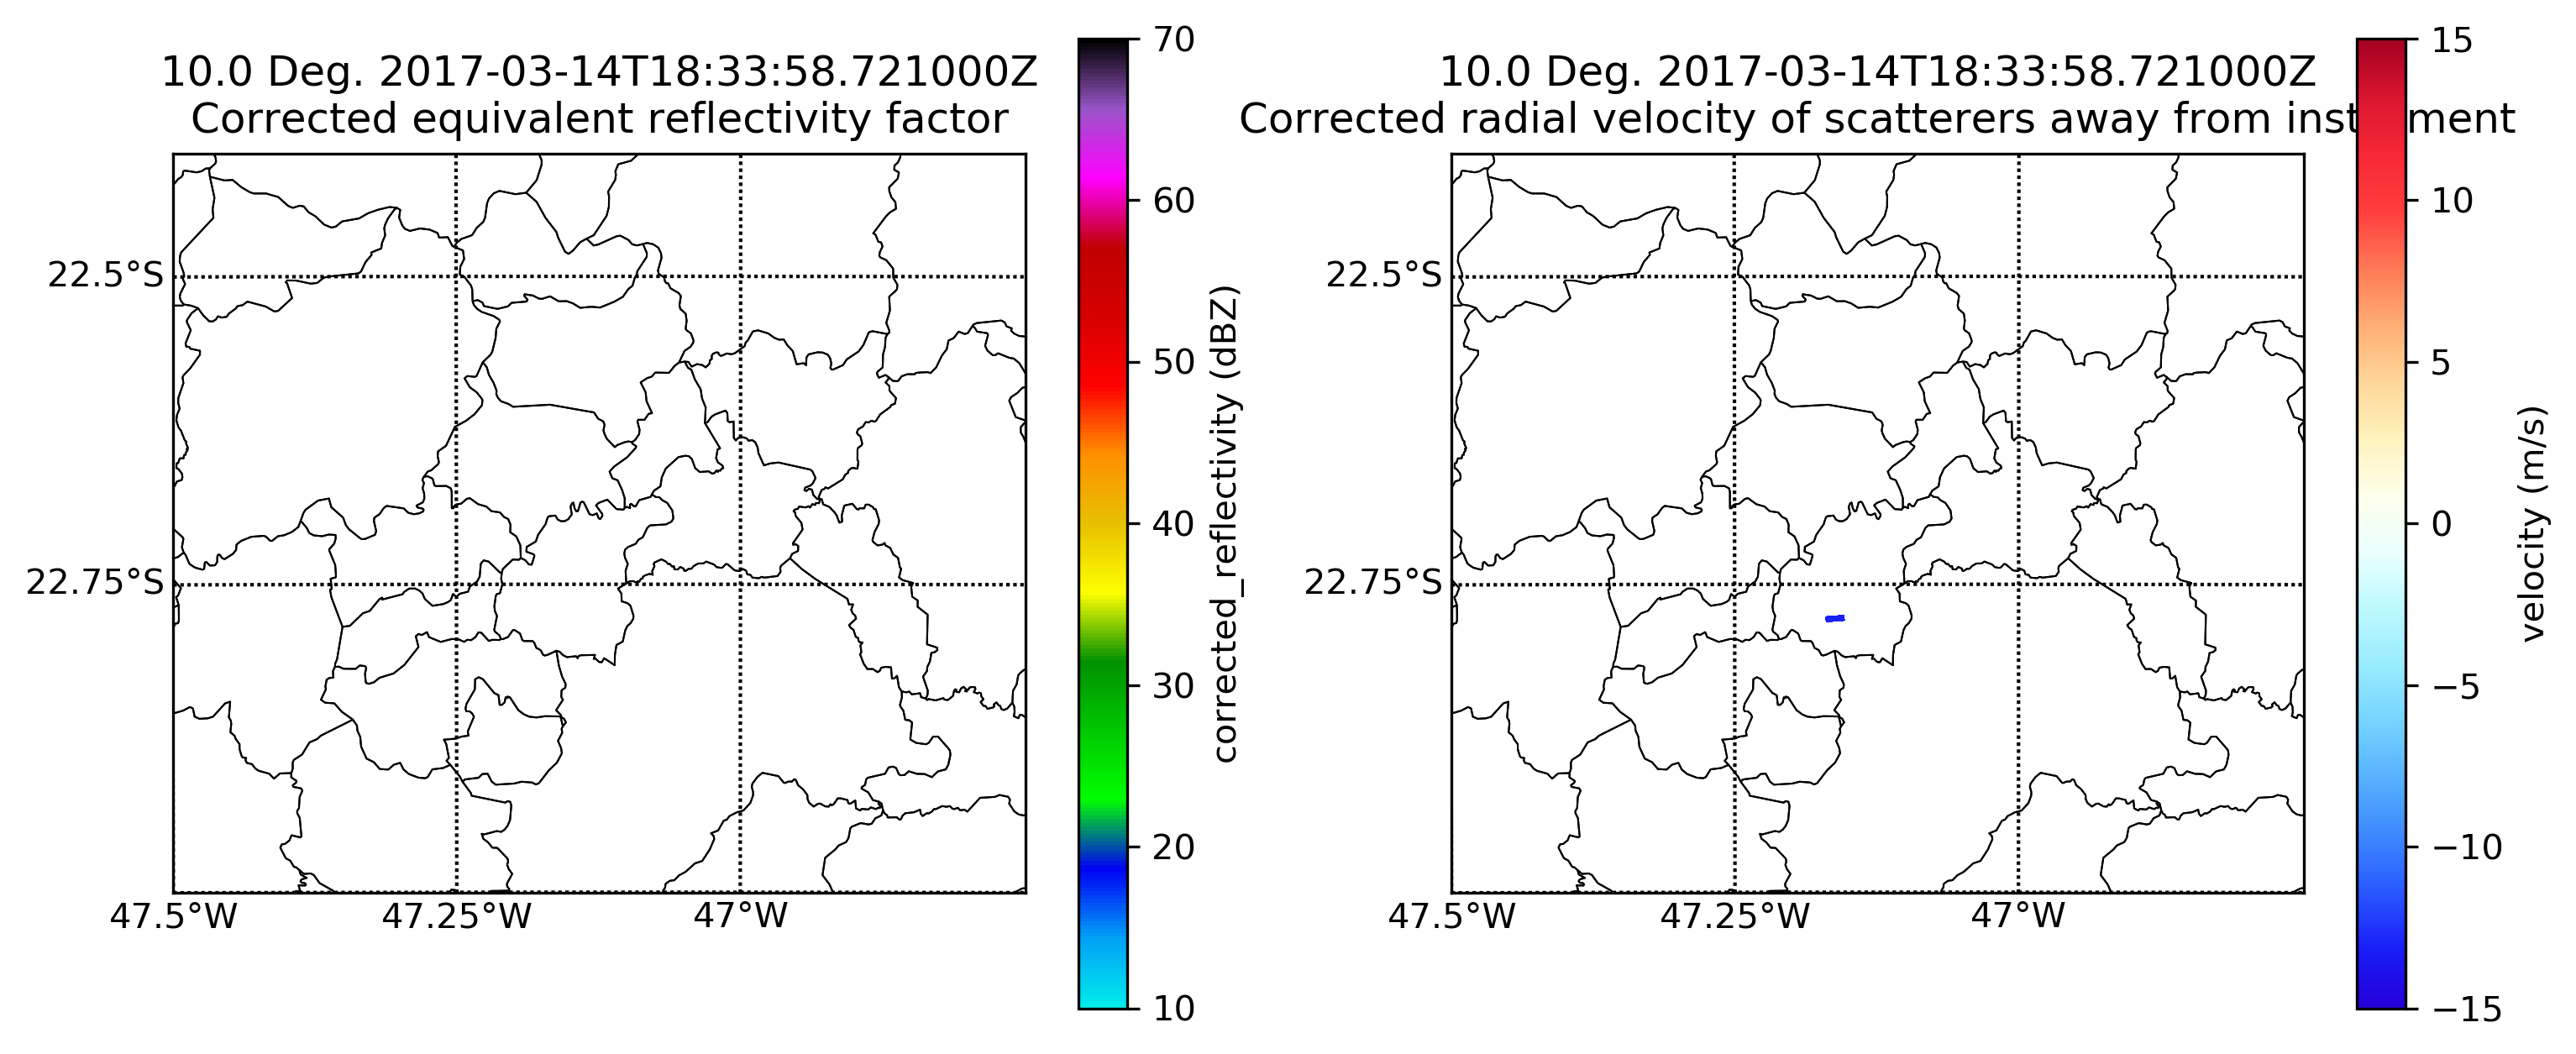 10.0 Deg. 2017-03-14T18:33:58.721000Z
Corrected equivalent reflectivity factor
22.5°S
22.75°S
47.5°W
47.25°W
47°W
70
60
50
40
30
20
10
corrected_reflectivity (dBZ)
10.0 Deg. 2017-03-14T18:33:58.721000Z
Corrected radial velocity of scatterers away from inst ment
22.5°S
22.75°S
47.5°W
47.25°W
47°W
15
10
5
0
−5
−10
−15
velocity (m/s)